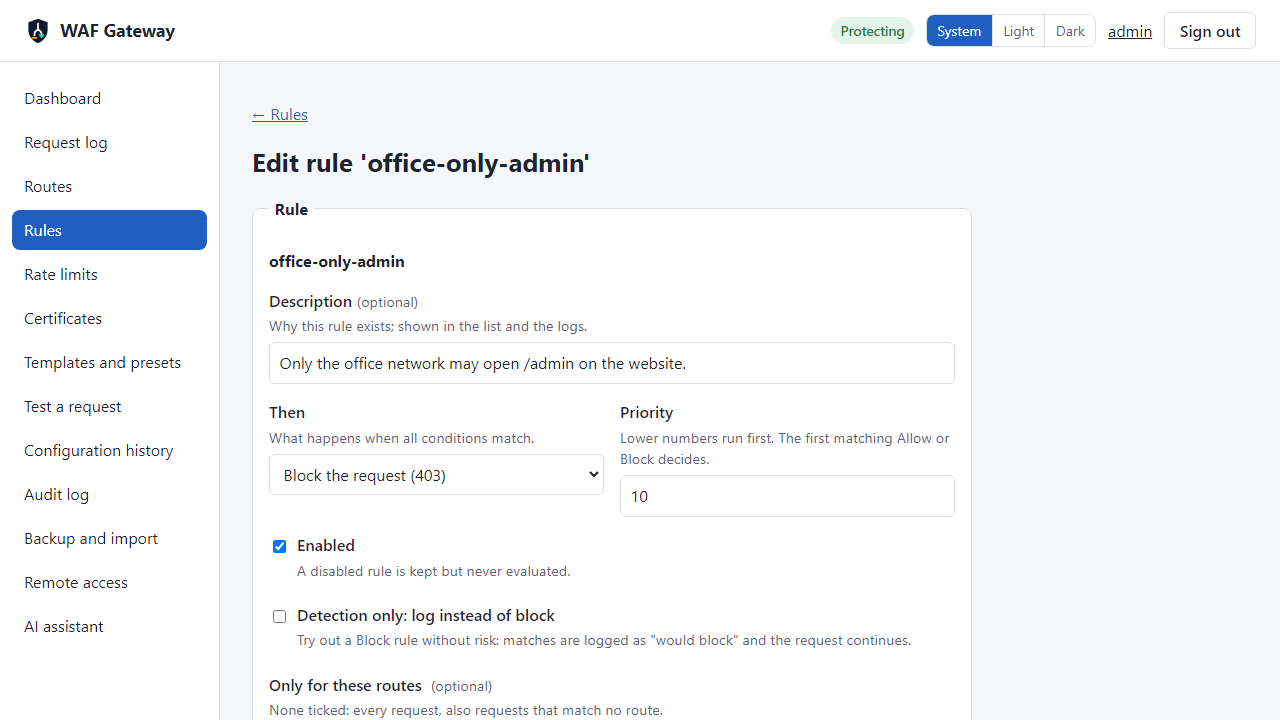 WAF Gateway
Protecting
System Light Dark
admin
Sign out
Dashboard
Request log
Routes
Rules
Rate limits
Certificates
Templates and presets
Test a request
Configuration history
Audit log
Backup and import
Remote access
AI assistant
← Rules
Edit rule 'office-only-admin'
Rule
office-only-admin
Description (optional)
Why this rule exists; shown in the list and the logs.
Only the office network may open /admin on the website.
Then
What happens when all conditions match.
Block the request (403)
Priority
Lower numbers run first. The first matching Allow or
Block decides.
10
Enabled
A disabled rule is kept but never evaluated.
Detection only: log instead of block
Try out a Block rule without risk: matches are logged as "would block" and the request continues.
Only for these routes (optional)
None ticked: every request, also requests that match no route.